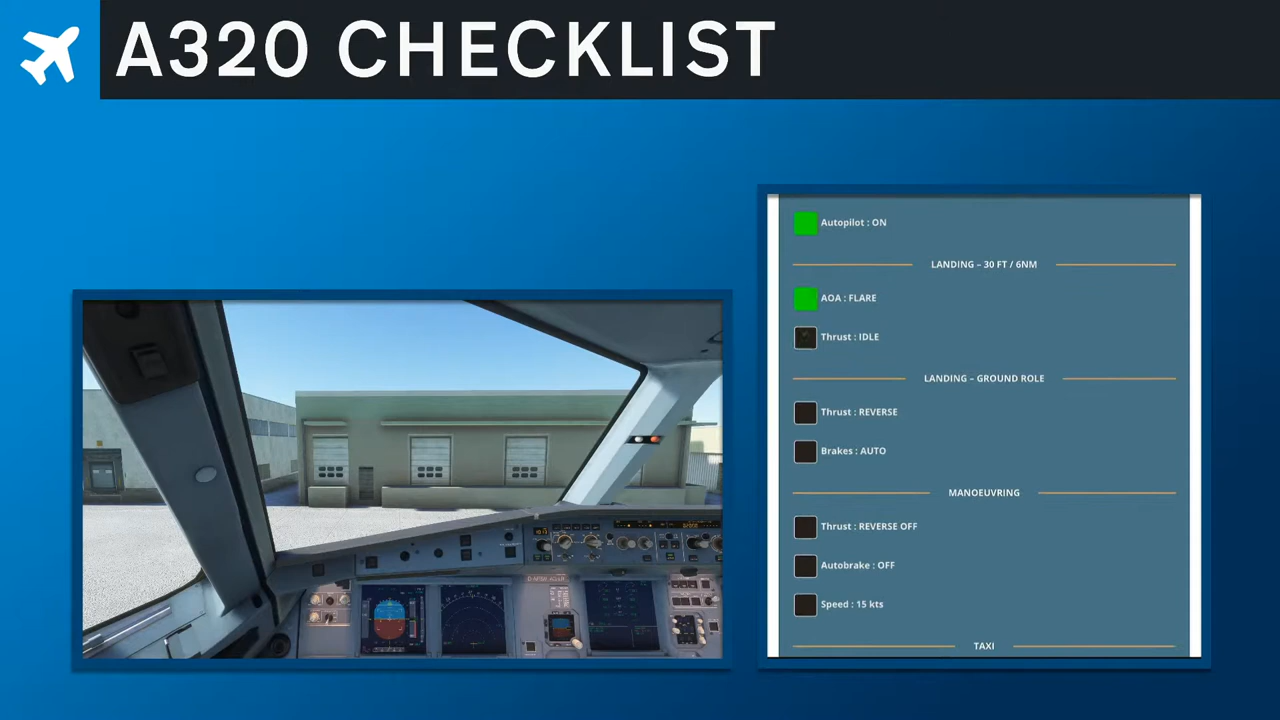 A320 CHECKLIST
Autopilot : ON
LANDING – 30 FT / 6NM
AOA : FLARE
Thrust : IDLE
LANDING – GROUND ROLE
Thrust : REVERSE
Brakes : AUTO
MANOEUVRING
Thrust : REVERSE OFF
Autobrake : OFF
Speed : 15 kts
TAXI